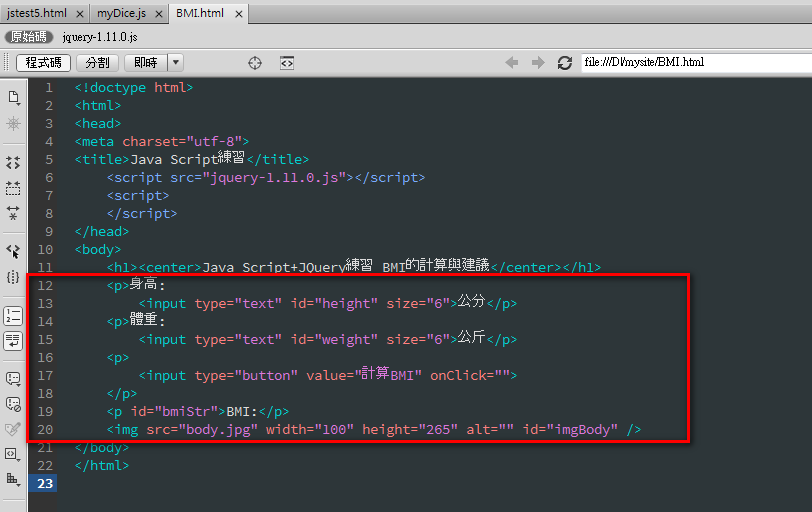 jstest5.html × myDice.js × BMI.html ×
原始碼 jquery-1.11.0.js
程式碼 分割 即時 file:///D|/mysite/BMI.html
1 <!doctype html>
2 <html>
3 <head>
4 <meta charset="utf-8">
5 <title>Java Script練習</title>
6 <script src="jquery-1.11.0.js"></script>
7 <script>
8 </script>
9 </head>
10 <body>
11 <h1><center>Java Script+JQuery練習 BMI的計算與建議</center></h1>
12 <p>身高:
13 <input type="text" id="height" size="6">公分</p>
14 <p>體重:
15 <input type="text" id="weight" size="6">公斤</p>
16 <p>
17 <input type="button" value="計算BMI" onClick="">
18 </p>
19 <p id="bmiStr">BMI:</p>
20 <img src="body.jpg" width="100" height="265" alt="" id="imgBody" />
21 </body>
22 </html>
23